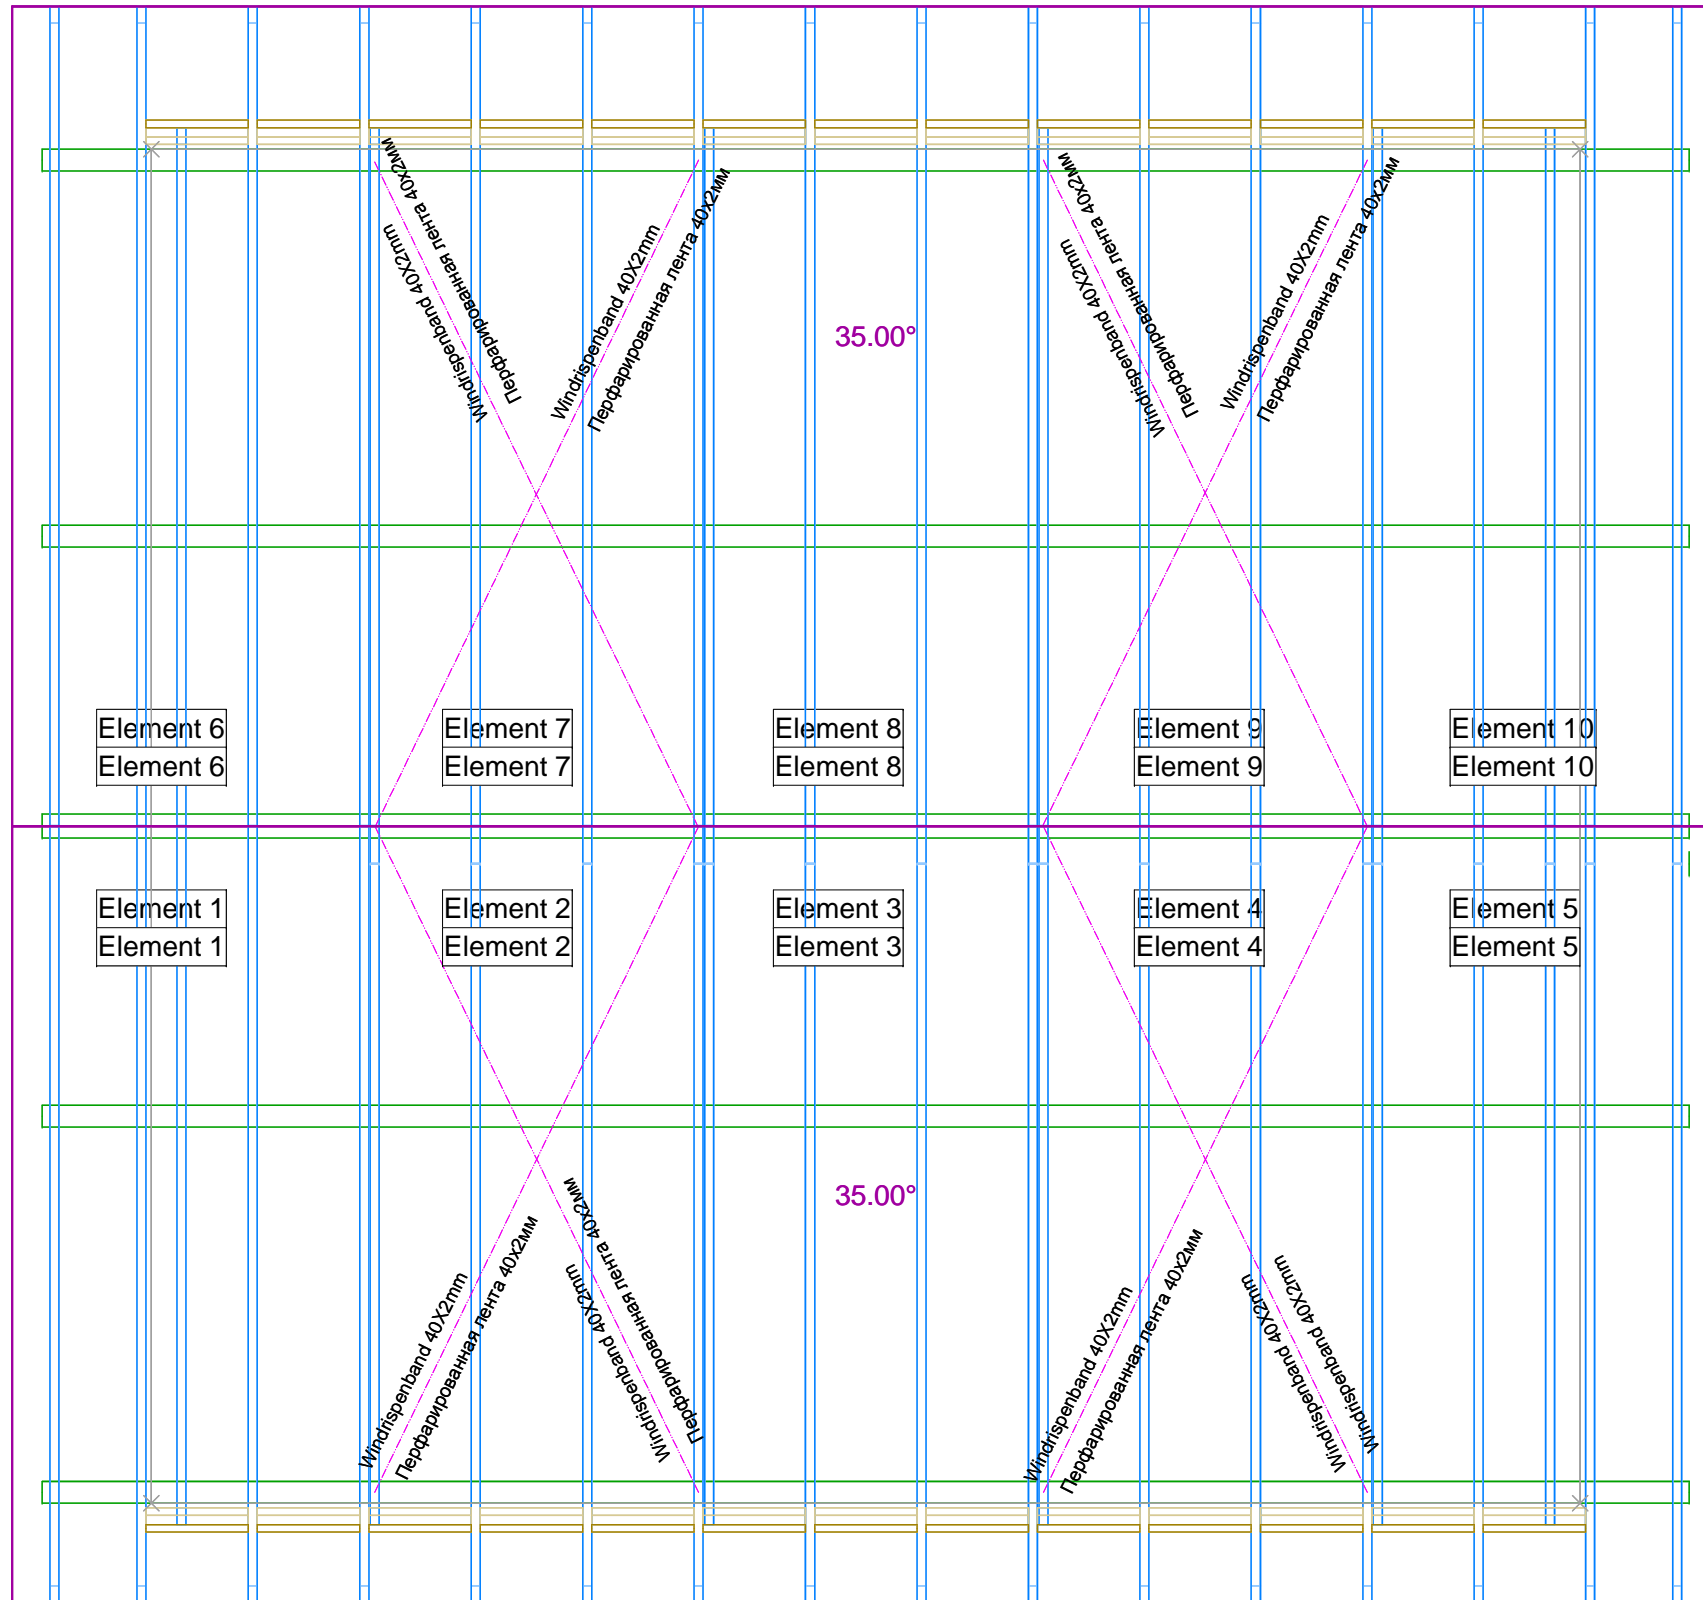 Перфарированная лента 40x2мм
Windrispenband 40X2mm
Windrispenband 40X2mm
Перфарированная лента 40x2мм
Перфарированная лента 40x2мм
Windrispenband 40X2mm
Windrispenband 40X2mm
Перфарированная лента 40x2мм
35.00°
Element 6
Element 7
Element 8
Element 9
Element 10
Element 6
Element 7
Element 8
Element 9
Element 10
Element 1
Element 2
Element 3
Element 4
Element 5
Element 1
Element 2
Element 3
Element 4
Element 5
35.00°
Windrispenband 40X2mm
Перфарированная лента 40x2мм
Перфарированная лента 40x2мм
Windrispenband 40X2mm
Windrispenband 40X2mm
Перфарированная лента 40x2мм
Windrispenband 40X2mm
Windrispenband 40X2mm